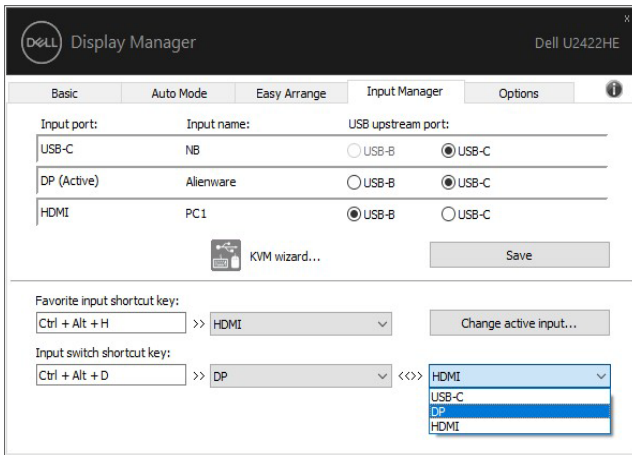 DELL Display Manager Dell U2422HE x
Basic Auto Mode Easy Arrange Input Manager Options i
Input port: Input name: USB upstream port:
USB-C NB USB-B USB-C
DP (Active) Alienware USB-B USB-C
HDMI PC1 USB-B USB-C
KVM wizard... Save
Favorite input shortcut key:
Ctrl + Alt + H >> HDMI Change active input...
Input switch shortcut key:
Ctrl + Alt + D >> DP <<>> HDMI
USB-C
DP
HDMI